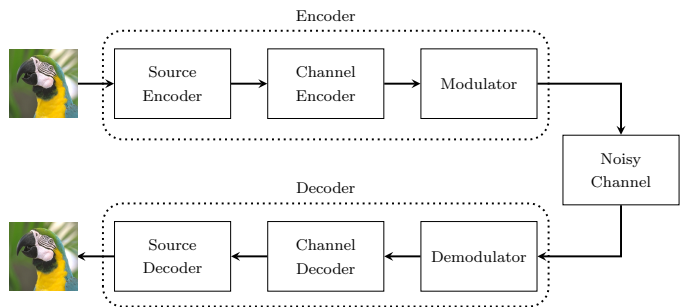 Encoder
Source
Encoder
Channel
Encoder
Modulator
Noisy
Channel
Decoder
Source
Decoder
Channel
Decoder
Demodulator